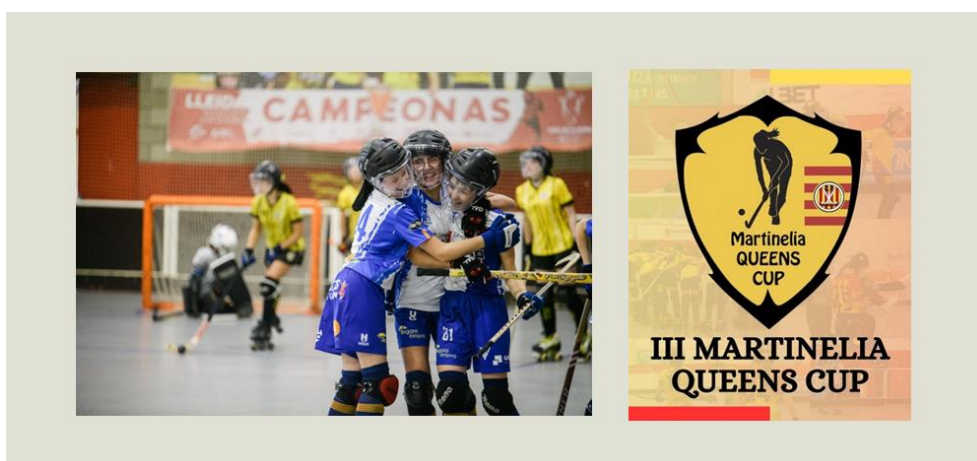 LLEIDA
CAMPEONAS
Martinelia
QUEENS
CUP
III MARTINELIA
QUEENS CUP